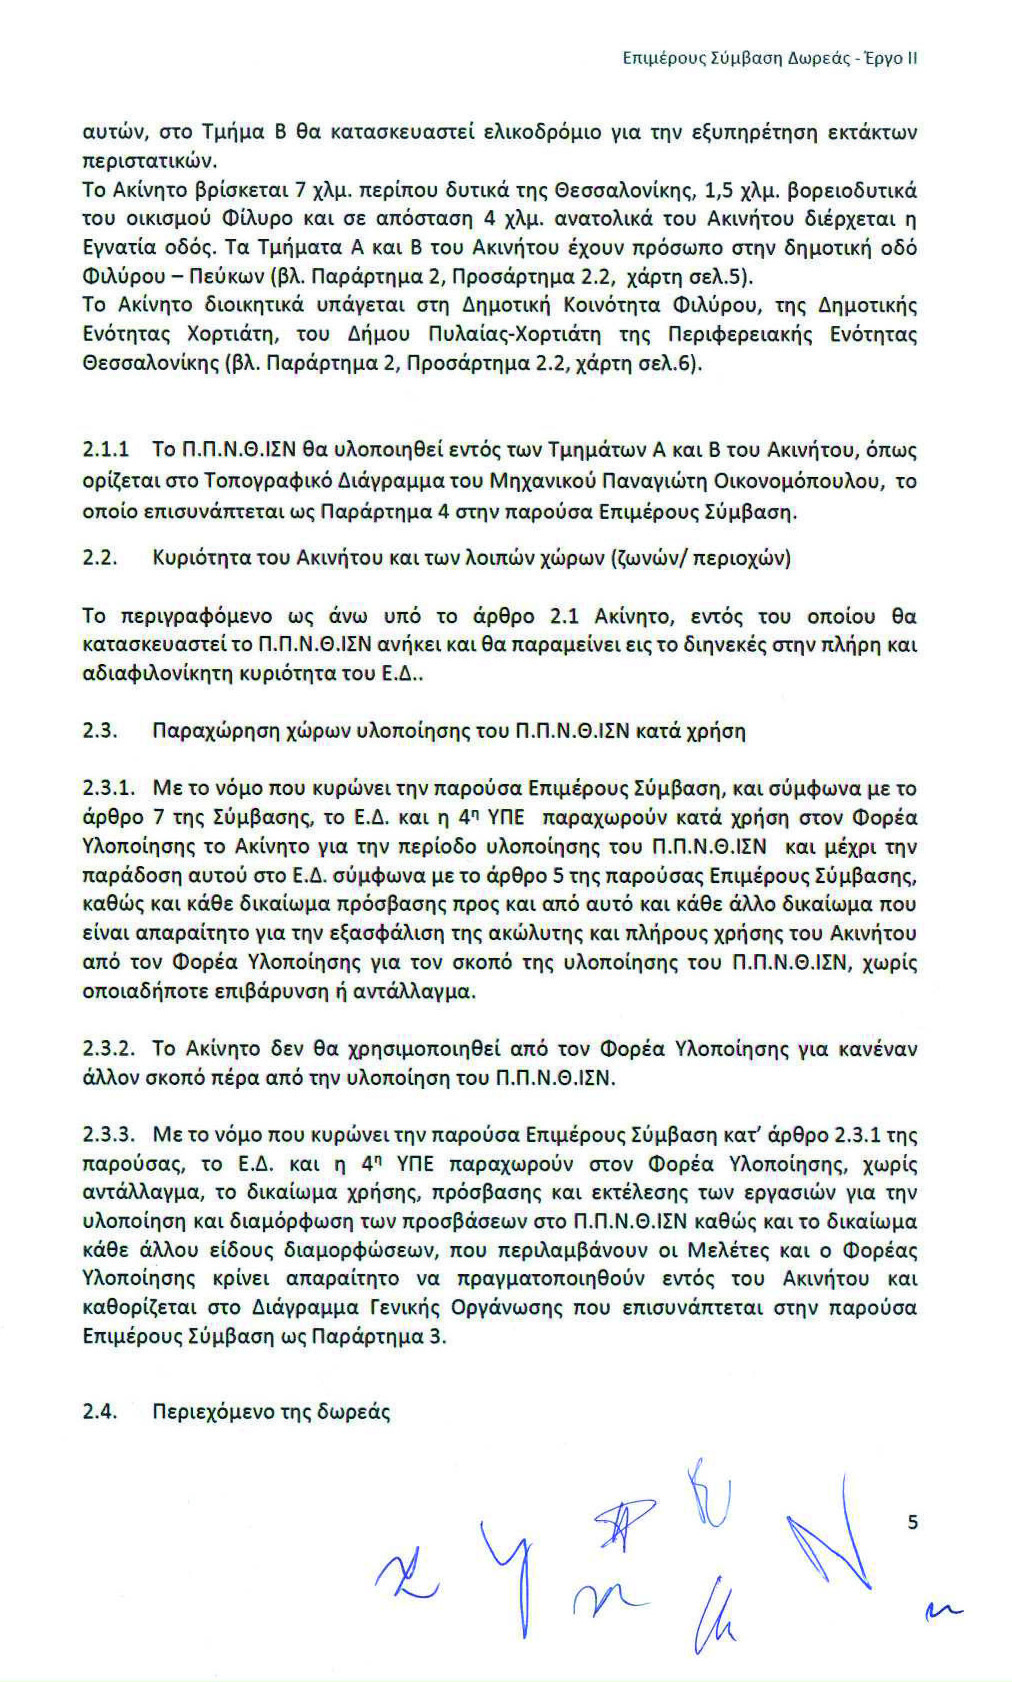 Επιμέρους Σύμβαση Δωρεάς - Έργο ΙΙ
αυτών, στο Τμήμα Β θα κατασκευαστεί ελικοδρόμιο για την εξυπηρέτηση εκτάκτων
περιστατικών.
Το Ακίνητο βρίσκεται 7 χλμ. περίπου δυτικά της Θεσσαλονίκης, 1,5 χλμ. βορειοδυτικά
του οικισμού Φίλυρο και σε απόσταση 4 χλμ. ανατολικά του Ακινήτου διέρχεται η
Εγνατία οδός. Τα Τμήματα Α και Β του Ακινήτου έχουν πρόσωπο στην δημοτική οδό
Φιλύρου – Πεύκων (βλ. Παράρτημα 2, Προσάρτημα 2.2, χάρτη σελ.5).
Το Ακίνητο διοικητικά υπάγεται στη Δημοτική Κοινότητα Φιλύρου, της Δημοτικής
Ενότητας Χορτιάτη, του Δήμου Πυλαίας-Χορτιάτη της Περιφερειακής Ενότητας
Θεσσαλονίκης (βλ. Παράρτημα 2, Προσάρτημα 2.2, χάρτη σελ.6).
2.1.1 Το Π.Π.Ν.Θ.ΙΣΝ θα υλοποιηθεί εντός των Τμημάτων Α και Β του Ακινήτου, όπως
ορίζεται στο Τοπογραφικό Διάγραμμα του Μηχανικού Παναγιώτη Οικονομόπουλου, το
οποίο επισυνάπτεται ως Παράρτημα 4 στην παρούσα Επιμέρους Σύμβαση.
2.2. Κυριότητα του Ακινήτου και των λοιπών χώρων (ζωνών/ περιοχών)
Το περιγραφόμενο ως άνω υπό το άρθρο 2.1 Ακίνητο, εντός του οποίου θα
κατασκευαστεί το Π.Π.Ν.Θ.ΙΣΝ ανήκει και θα παραμείνει εις το διηνεκές στην πλήρη και
αδιαφιλονίκητη κυριότητα του Ε.Δ..
2.3. Παραχώρηση χώρων υλοποίησης του Π.Π.Ν.Θ.ΙΣΝ κατά χρήση
2.3.1. Με το νόμο που κυρώνει την παρούσα Επιμέρους Σύμβαση, και σύμφωνα με το
άρθρο 7 της Σύμβασης, το Ε.Δ. και η 4η ΥΠΕ παραχωρούν κατά χρήση στον Φορέα
Υλοποίησης το Ακίνητο για την περίοδο υλοποίησης του Π.Π.Ν.Θ.ΙΣΝ και μέχρι την
παράδοση αυτού στο Ε.Δ. σύμφωνα με το άρθρο 5 της παρούσας Επιμέρους Σύμβασης,
καθώς και κάθε δικαίωμα πρόσβασης προς και από αυτό και κάθε άλλο δικαίωμα που
είναι απαραίτητο για την εξασφάλιση της ακώλυτης και πλήρους χρήσης του Ακινήτου
από τον Φορέα Υλοποίησης για τον σκοπό της υλοποίησης του Π.Π.Ν.Θ.ΙΣΝ, χωρίς
οποιαδήποτε επιβάρυνση ή αντάλλαγμα.
2.3.2. Το Ακίνητο δεν θα χρησιμοποιηθεί από τον Φορέα Υλοποίησης για κανέναν
άλλον σκοπό πέρα από την υλοποίηση του Π.Π.Ν.Θ.ΙΣΝ.
2.3.3. Με το νόμο που κυρώνει την παρούσα Επιμέρους Σύμβαση κατ’ άρθρο 2.3.1 της
παρούσας, το Ε.Δ. και η 4η ΥΠΕ παραχωρούν στον Φορέα Υλοποίησης, χωρίς
αντάλλαγμα, το δικαίωμα χρήσης, πρόσβασης και εκτέλεσης των εργασιών για την
υλοποίηση και διαμόρφωση των προσβάσεων στο Π.Π.Ν.Θ.ΙΣΝ καθώς και το δικαίωμα
κάθε άλλου είδους διαμορφώσεων, που περιλαμβάνουν οι Μελέτες και ο Φορέας
Υλοποίησης κρίνει απαραίτητο να πραγματοποιηθούν εντός του Ακινήτου και
καθορίζεται στο Διάγραμμα Γενικής Οργάνωσης που επισυνάπτεται στην παρούσα
Επιμέρους Σύμβαση ως Παράρτημα 3.
2.4. Περιεχόμενο της δωρεάς
5